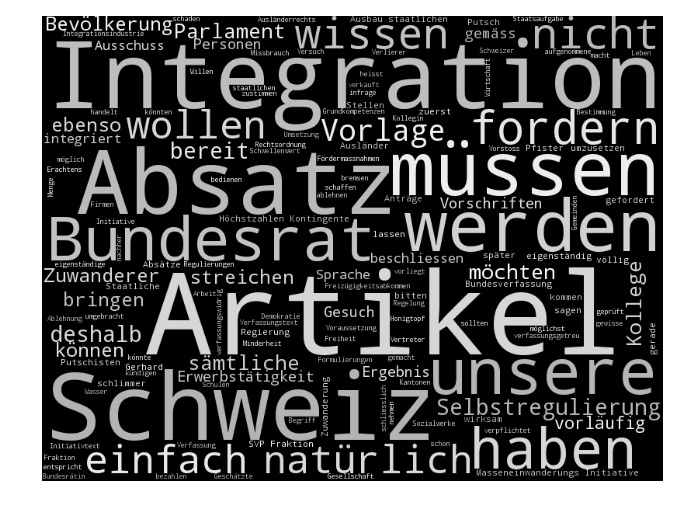 Bevölkerung schaden Ausländerrechts Ausbau staatlichen Putsch Staatsaufgabe
Integrationsindustrie Parlament wissen gemäss Schweizer nicht
Ausschuss Personen Missbrauch Versuch Verlierer aufgenommene macht Leben
Integration
Willen staatlichen zustimmen heisst verkauft infrage Wirtschaft
handelt könnten Grundkompetenzen Stellen Kollegin zuerst Bestimmung
ebenso wollen Vorlage fordern
integriert Rechtsordnung Umsetzung Ausländer Vorstoss Pfister umzusetzen
möglich bereit Schwellenwert Fördermassnahmen müssen
Erachtens Absatz bremsen
Menge bedienen schaffen ablehnen Anträge Vorschriften gefordert
Firmen Höchstzahlen Kontingente Gemeinden
Initiative Bundesrat lassen werden
nachher beschliessen später eigenständig völlig
eigenständige Absätze Regulierungen
Zuwanderer streichen Sprache vorliegt möchten Bundesverfassung
Staatliche Freizügigkeitsabkommen
bringen Arbeit verfassungswidrig Artikel Gesuch bitten Regelung kommen geprüft Kollege
Demokratie Honigtopf sagen gewisse
Ablehnung umgebracht Verfassungstext Voraussetzung sollten möglichst
deshalb Regierung Minderheit Freiheit Vertreter verfassungsgetreu gerade
können Formulierungen gemacht
Putschisten könnte sämtliche Ergebnis Kantonen unsere
schlimmer Gerhard kündigen Erwerbstätigkeit
Wasser Schulen Zuwanderung schliesslich nehmen
Schweiz Begriff Sozialwerke Selbstregulierung
wirksam verpflichtet vorläufig
Initiativtext Verfassung SVP Fraktion schon
Fraktion einfach natürlich haben
entspricht Masseneinwanderungs Initiative
Bundesrätin bezahlen Geschätzte Gesellschaft